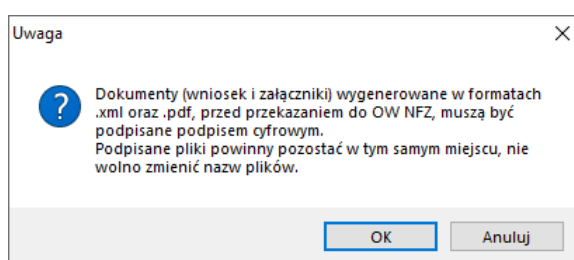 Uwaga
Dokumenty (wniosek i załączniki) wygenerowane w formatach
.xml oraz .pdf, przed przekazaniem do OW NFZ, muszą być
podpisane podpisem cyfrowym.
Podpisane pliki powinny pozostać w tym samym miejscu, nie
wolno zmienić nazw plików.
OK
Anuluj